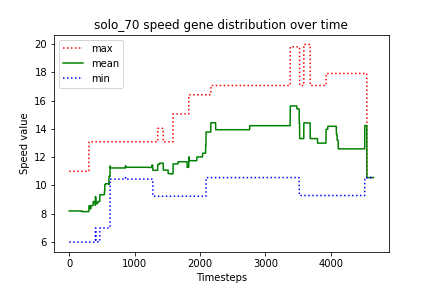 solo_70 speed gene distribution over time
max
mean
min
Speed value
20
18
16
14
12
10
8
6
0 1000 2000 3000 4000
Timesteps